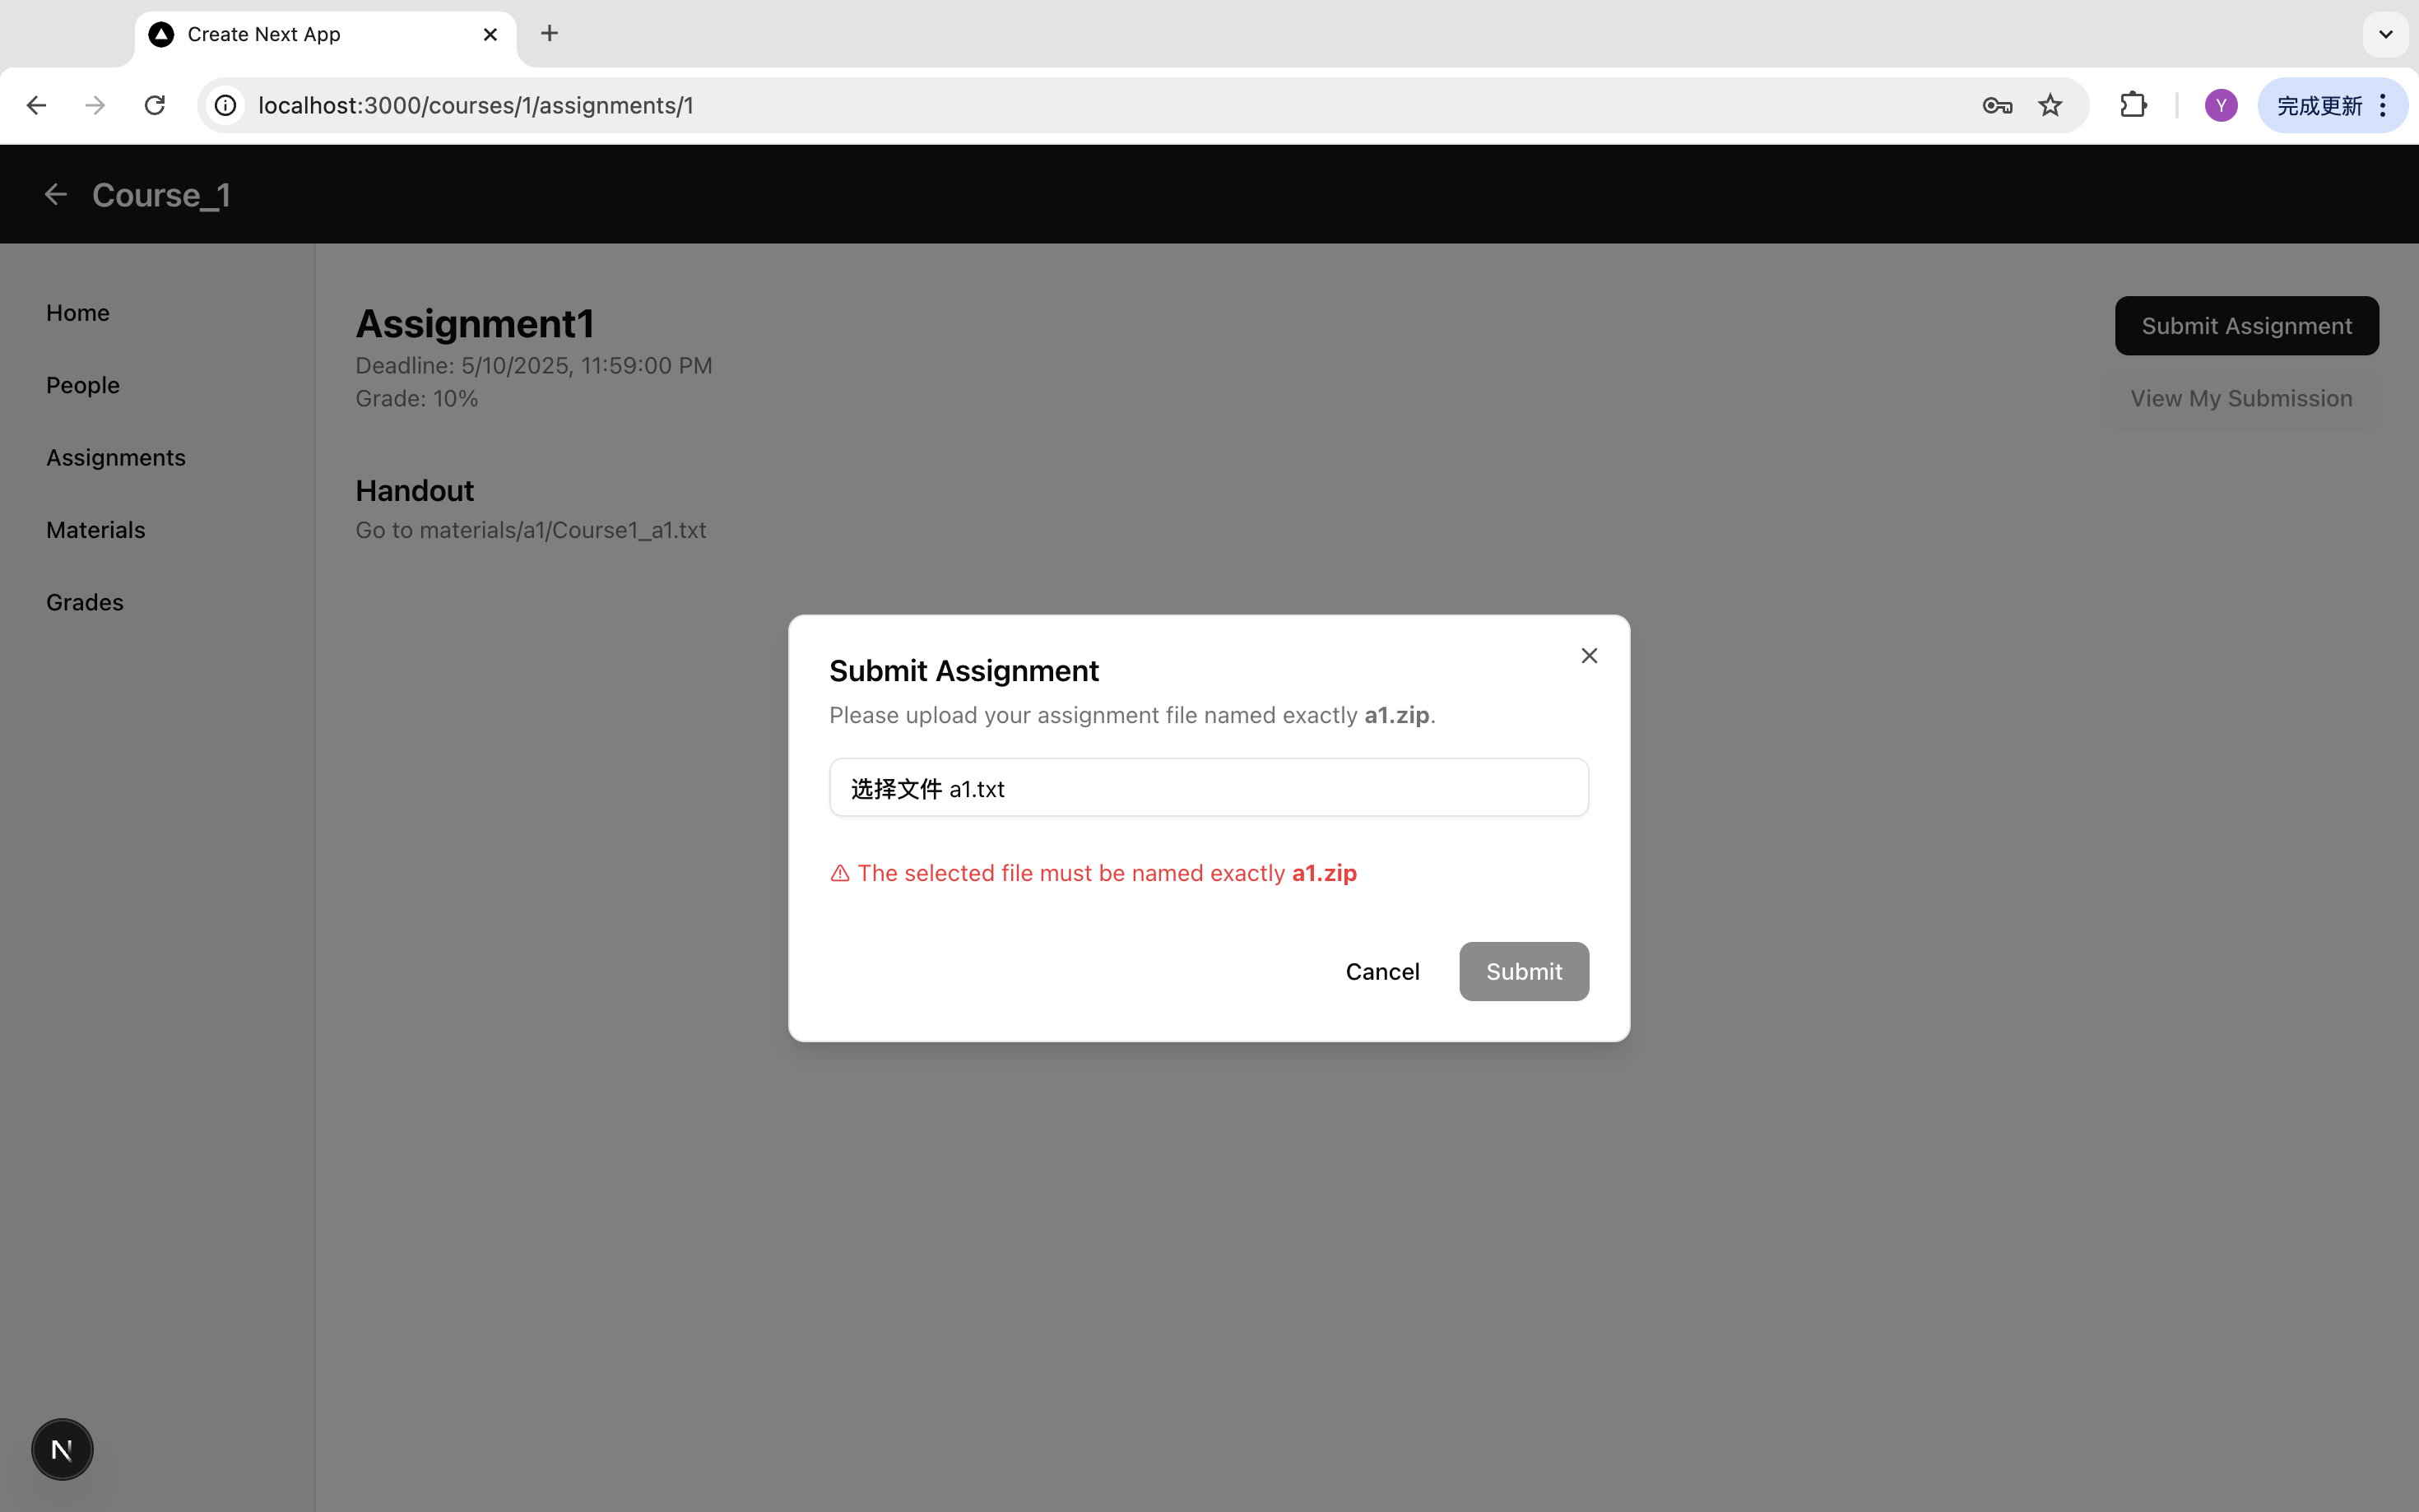 Create Next App
localhost:3000/courses/1/assignments/1
Y
完成更新
Course_1
Home
People
Assignments
Materials
Grades
Assignment1
Deadline: 5/10/2025, 11:59:00 PM
Grade: 10%
Submit Assignment
View My Submission
Handout
Go to materials/a1/Course1_a1.txt
Submit Assignment
Please upload your assignment file named exactly a1.zip.
选择文件 a1.txt
The selected file must be named exactly a1.zip
Cancel
Submit
N